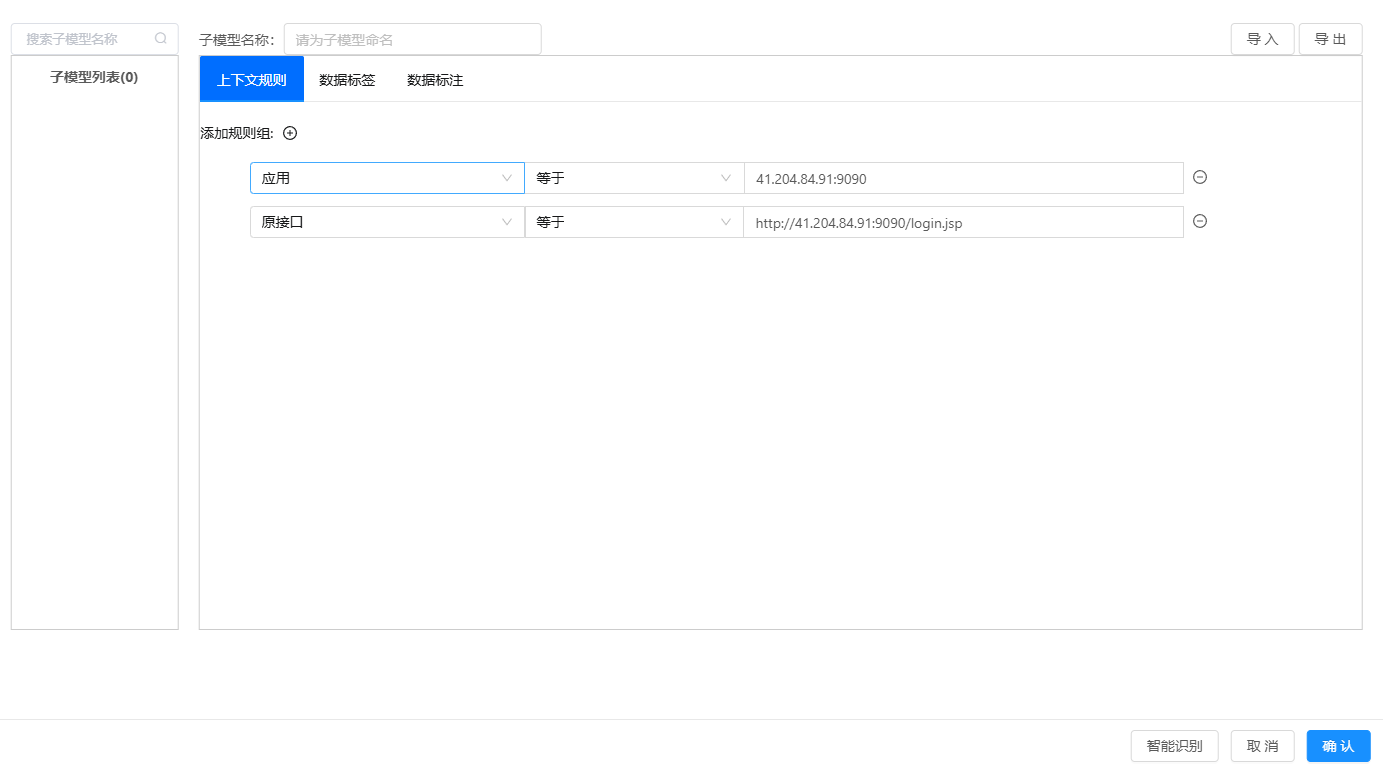 搜索子模型名称
子模型名称: 请为子模型命名
导 入 导 出
子模型列表(0)
上下文规则 数据标签 数据标注
添加规则组:
应用 等于 41.204.84.91:9090
原接口 等于 http://41.204.84.91:9090/login.jsp
智能识别 取 消 确 认